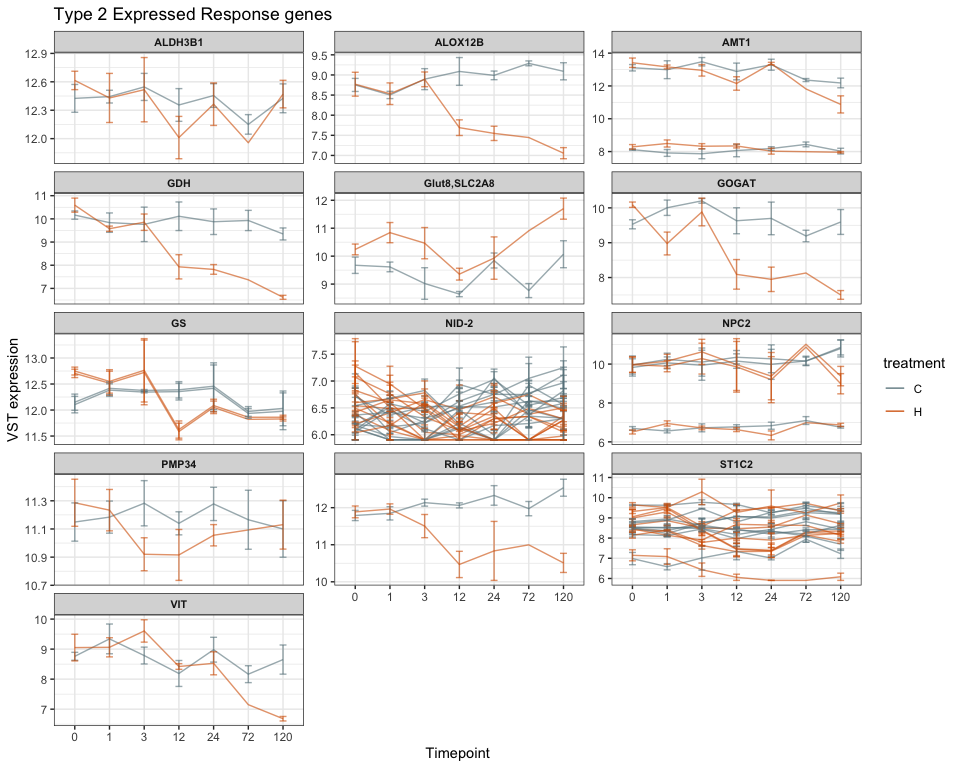 Type 2 Expressed Response genes
ALDH3B1
ALOX12B
AMT1
12.9
12.6
12.3
12.0
9.5
9.0
8.5
8.0
7.5
7.0
14
12
10
8
GDH
Glut8,SLC2A8
GOGAT
11
10
9
8
7
12
11
10
9
10
9
8
GS
NID-2
NPC2
13.0
12.5
12.0
11.5
7.5
7.0
6.5
6.0
10
8
6
VST expression
treatment
C
H
PMP34
RhBG
ST1C2
11.3
11.1
10.9
10.7
12
11
10
11
10
9
8
7
6
0 1 3 12 24 72 120
0 1 3 12 24 72 120
VIT
10
9
8
7
0 1 3 12 24 72 120
Timepoint